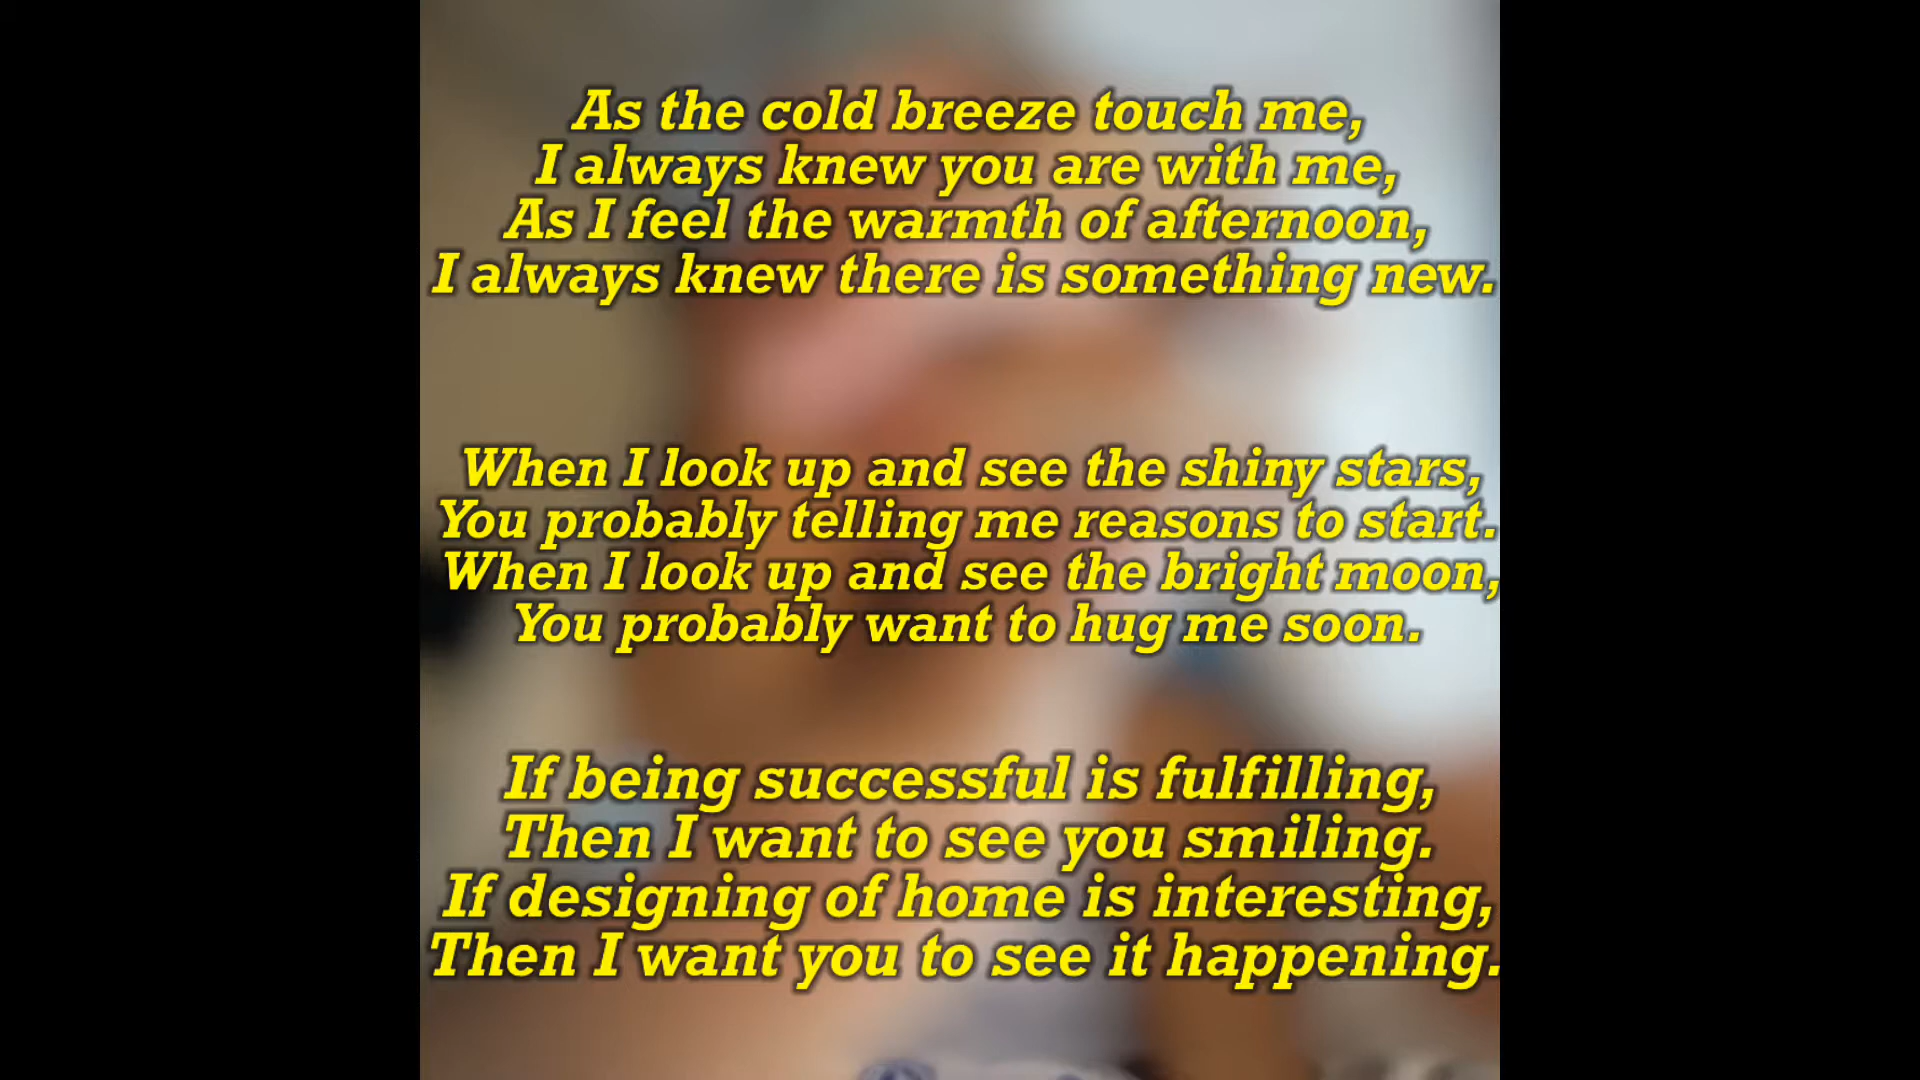 As the cold breeze touch me,
I always knew you are with me,
As I feel the warmth of afternoon,
I always knew there is something new.
When I look up and see the shiny stars,
You probably telling me reasons to start.
When I look up and see the bright moon,
You probably want to hug me soon.
If being successful is fulfilling,
Then I want to see you smiling.
If designing of home is interesting,
Then I want you to see it happening.